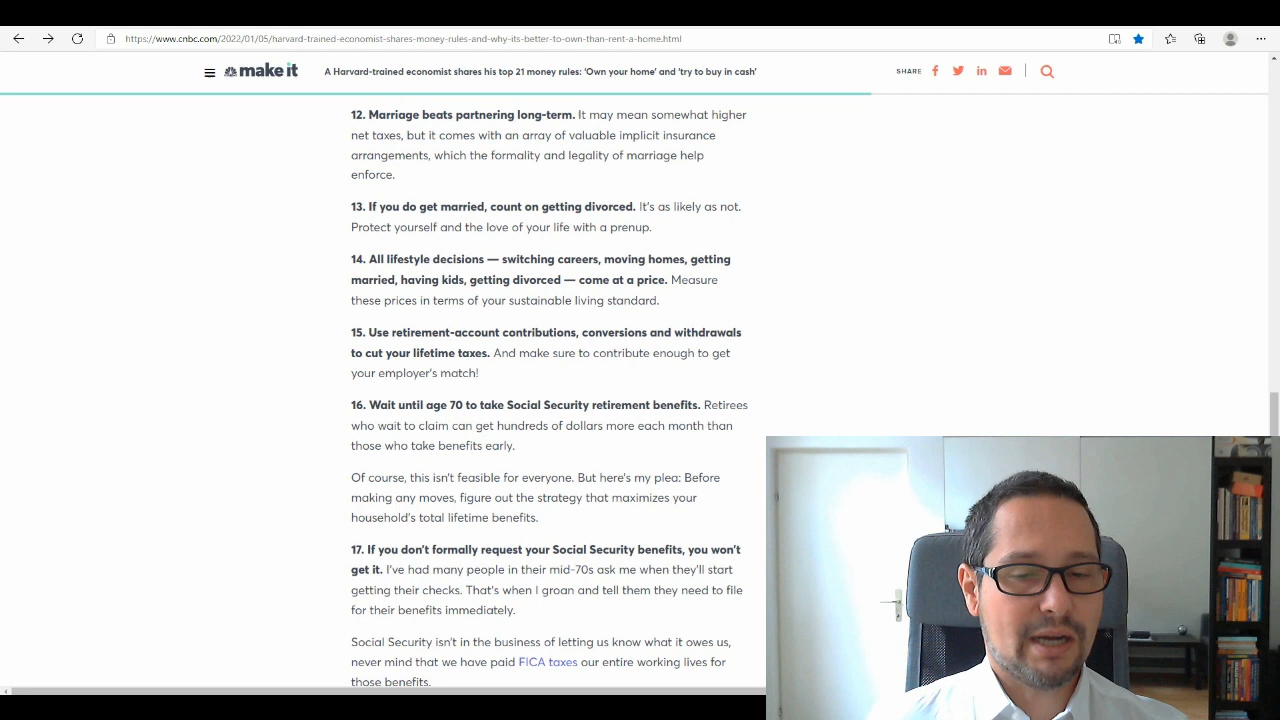 https://www.cnbc.com/2022/01/05/harvard-trained-economist-shares-money-rules-and-why-its-better-to-own-than-rent-a-home.html
make it
A Harvard-trained economist shares his top 21 money rules: ‘Own your home’ and ‘try to buy in cash’
SHARE
12. Marriage beats partnering long-term. It may mean somewhat higher
net taxes, but it comes with an array of valuable implicit insurance
arrangements, which the formality and legality of marriage help
enforce.
13. If you do get married, count on getting divorced. It’s as likely as not.
Protect yourself and the love of your life with a prenup.
14. All lifestyle decisions — switching careers, moving homes, getting
married, having kids, getting divorced — come at a price. Measure
these prices in terms of your sustainable living standard.
15. Use retirement-account contributions, conversions and withdrawals
to cut your lifetime taxes. And make sure to contribute enough to get
your employer’s match!
16. Wait until age 70 to take Social Security retirement benefits. Retirees
who wait to claim can get hundreds of dollars more each month than
those who take benefits early.
Of course, this isn’t feasible for everyone. But here’s my plea: Before
making any moves, figure out the strategy that maximizes your
household’s total lifetime benefits.
17. If you don’t formally request your Social Security benefits, you won’t
get it. I’ve had many people in their mid-70s ask me when they’ll start
getting their checks. That’s when I groan and tell them they need to file
for their benefits immediately.
Social Security isn’t in the business of letting us know what it owes us,
never mind that we have paid FICA taxes our entire working lives for
those benefits.